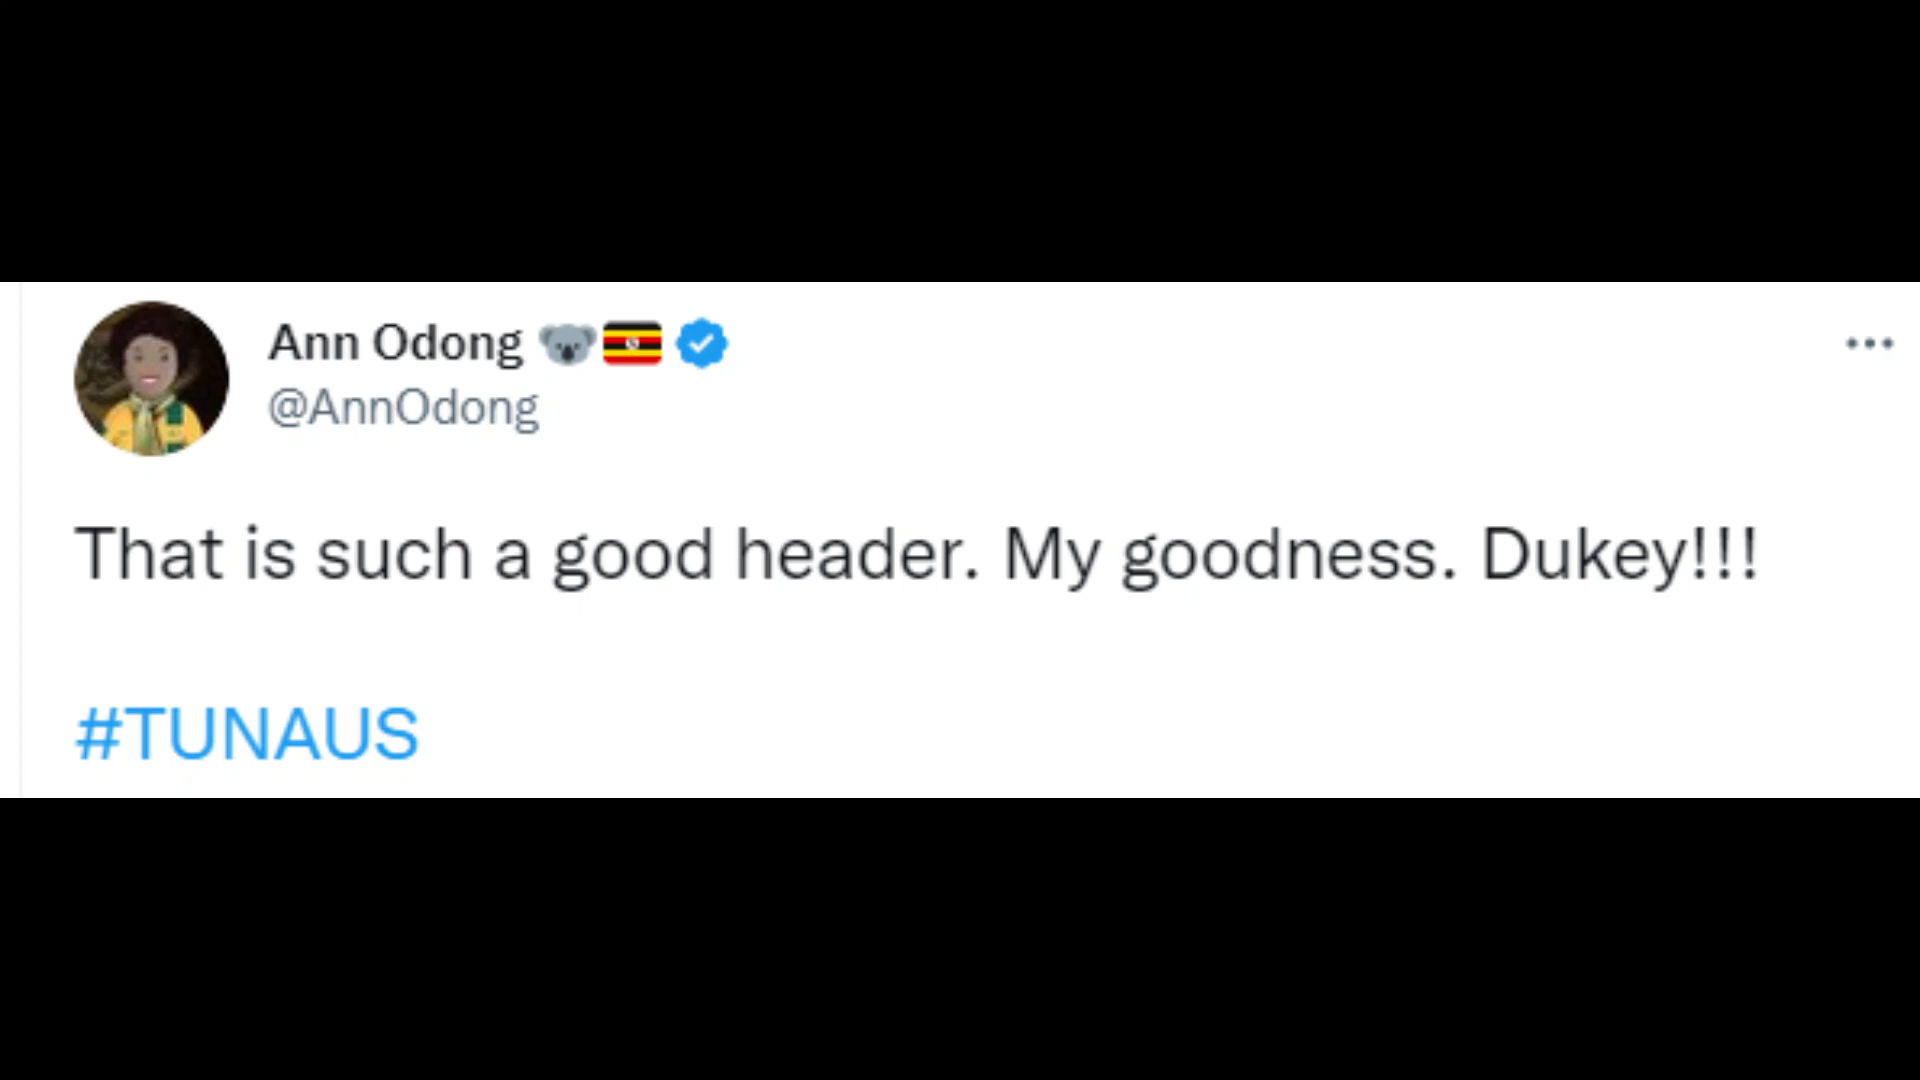 Ann Odong 🐨🇺🇬
@AnnOdong
That is such a good header. My goodness. Dukey!!!
#TUNAUS